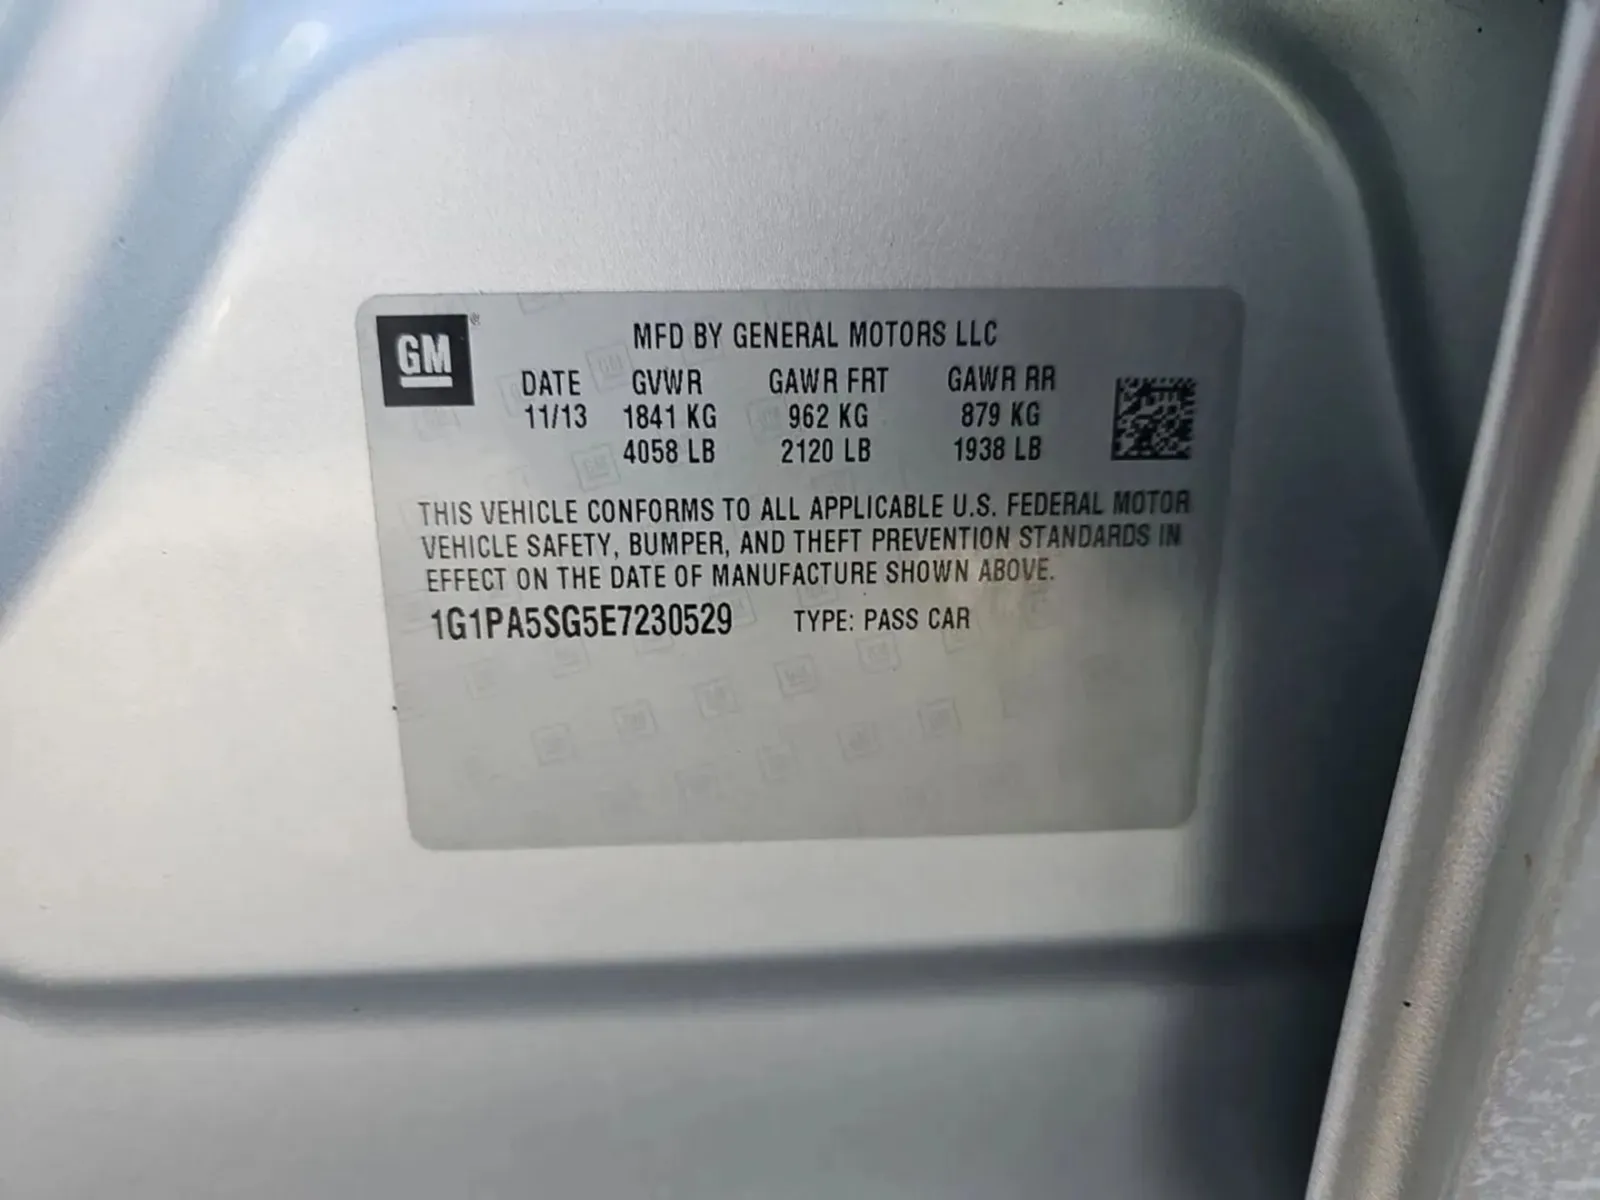 GM®
MFD BY GENERAL MOTORS LLC
DATE GVWR GAWR FRT GAWR RR
11/13 1841 KG 962 KG 879 KG
4058 LB 2120 LB 1938 LB
THIS VEHICLE CONFORMS TO ALL APPLICABLE U.S. FEDERAL MOTOR
VEHICLE SAFETY, BUMPER, AND THEFT PREVENTION STANDARDS IN
EFFECT ON THE DATE OF MANUFACTURE SHOWN ABOVE.
1G1PA5SG5E7230529 TYPE: PASS CAR